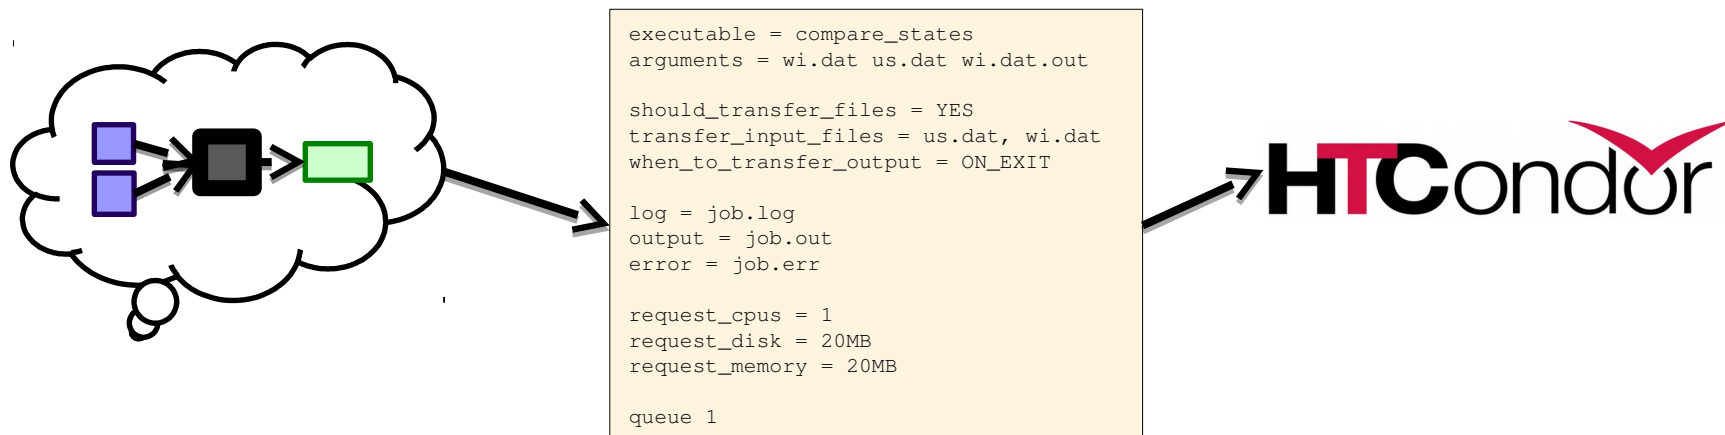 executable = compare_states
arguments = wi.dat us.dat wi.dat.out
should_transfer_files = YES
transfer_input_files = us.dat, wi.dat
when_to_transfer_output = ON_EXIT
log = job.log
output = job.out
error = job.err
request_cpus = 1
request_disk = 20MB
request_memory = 20MB
queue 1
HTCondor